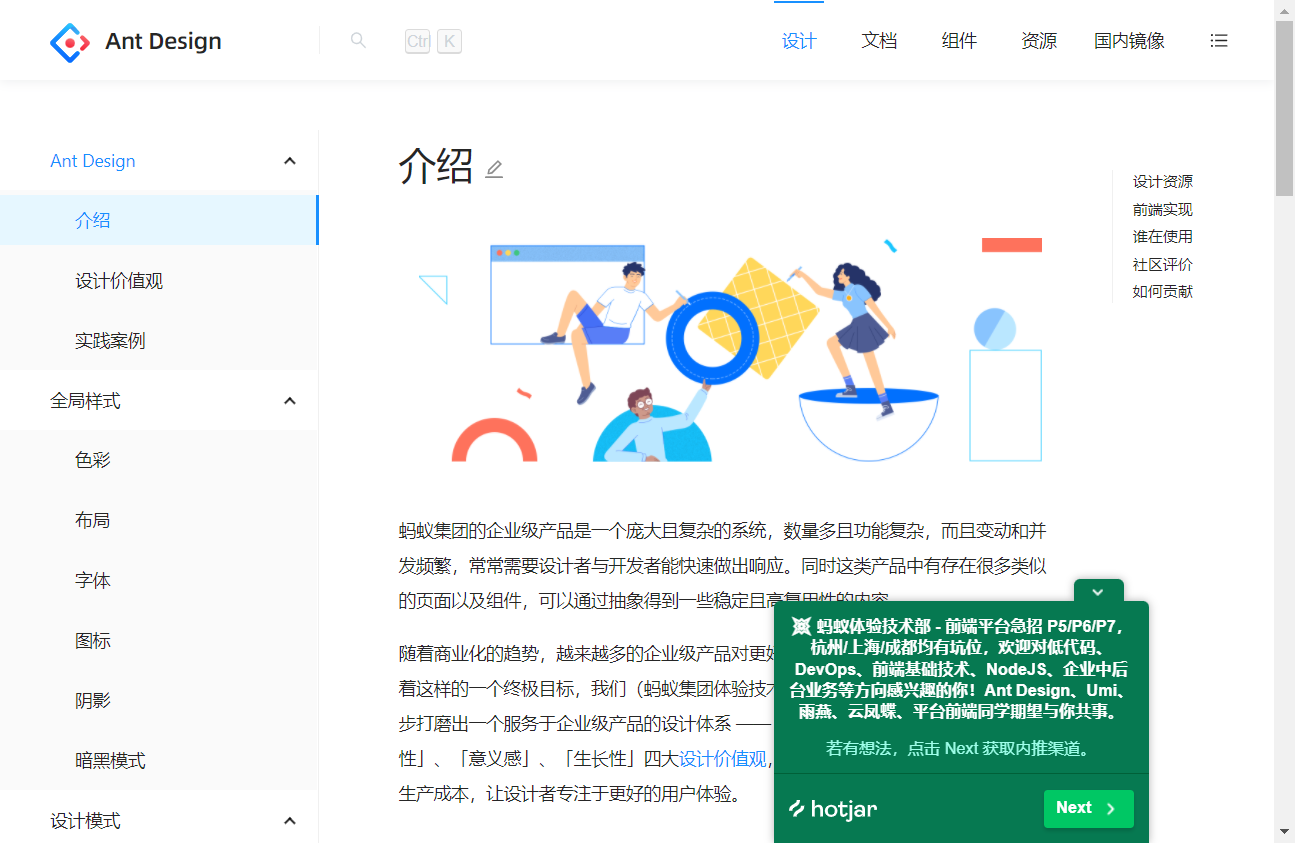 Ant Design
Ctrl K
设计
文档
组件
资源
国内镜像
Ant Design
介绍
设计价值观
实践案例
全局样式
色彩
布局
字体
图标
阴影
暗黑模式
设计模式
介绍
蚂蚁集团的企业级产品是一个庞大且复杂的系统，数量多且功能复杂，而且变动和并
发频繁，常常需要设计者与开发者能快速做出响应。同时这类产品中有存在很多类似
的页面以及组件，可以通过抽象得到一些稳定且高复用性的内容
随着商业化的趋势，越来越多的企业级产品对更好
着这样的一个终极目标，我们（蚂蚁集团体验技术
步打磨出一个服务于企业级产品的设计体系 ——
性」、「意义感」、「生长性」四大设计价值观，
生产成本，让设计者专注于更好的用户体验。
设计资源
前端实现
谁在使用
社区评价
如何贡献
蚂蚁体验技术部 - 前端平台急招 P5/P6/P7，
杭州/上海/成都均有坑位，欢迎对低代码、
DevOps、前端基础技术、NodeJS、企业中后
台业务等方向感兴趣的你！Ant Design、Umi、
雨燕、云凤蝶、平台前端同学期望与你共事。
若有想法，点击 Next 获取内推渠道。
hotjar
Next